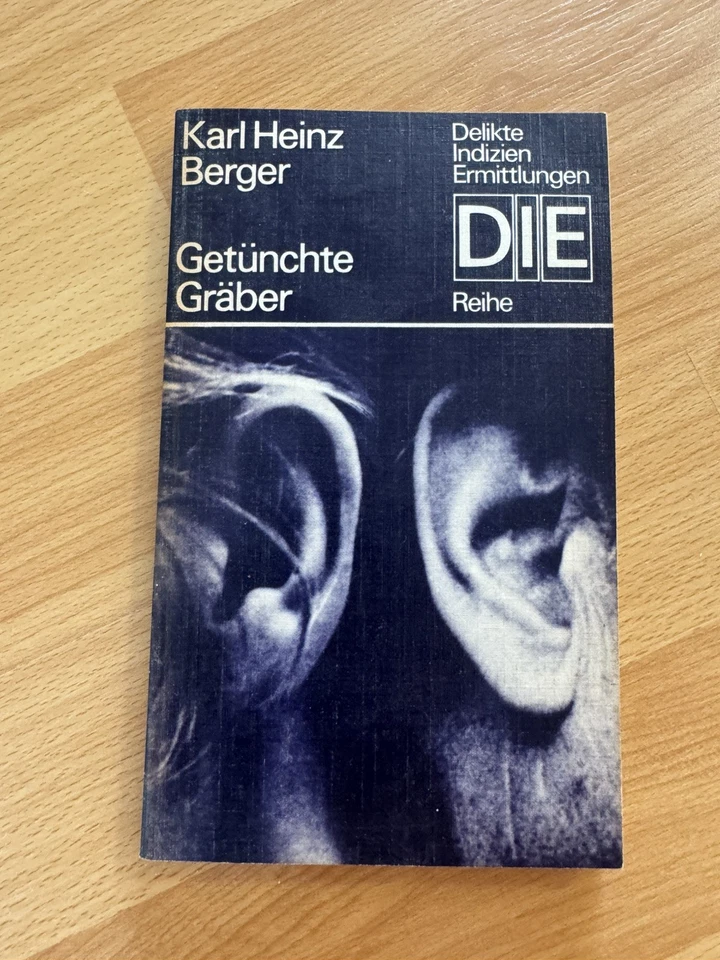 Karl Heinz
Berger
Getünchte
Gräber
Delikte
Indizien
Ermittlungen
DIE
Reihe